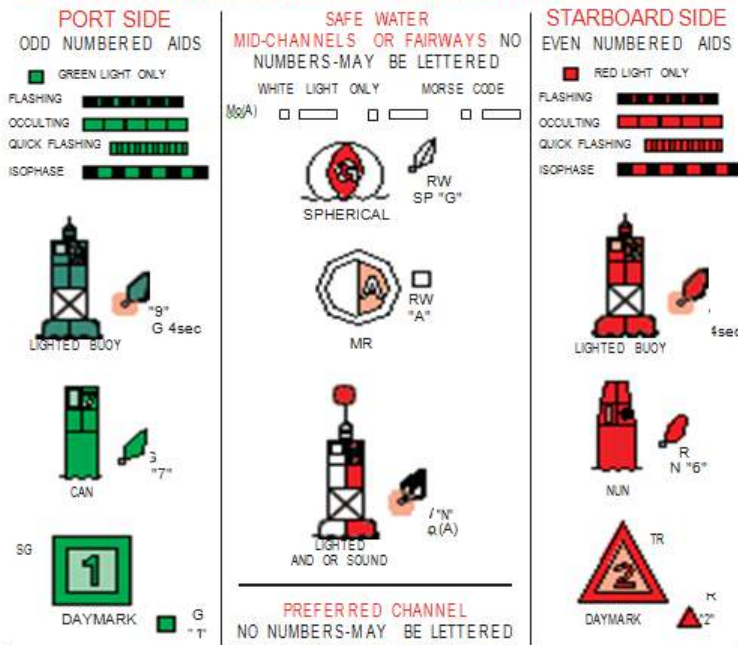 PORT SIDE
ODD NUMBERED AIDS
GREEN LIGHT ONLY
FLASHING
OCCULTING
QUICK FLASHING
ISOPHASE
"9"
G 4sec
LIGHTED BUOY
"7"
CAN
SG
1
DAYMARK
G
"1"
SAFE WATER
MID-CHANNELS OR FAIRWAYS NO
NUMBERS-MAY BE LETTERED
WHITE LIGHT ONLY MORSE CODE
Mo(A)
RW
SP "G"
SPHERICAL
A
RW
"A"
MR
"N"
(A)
LIGHTED
AND OR SOUND
PREFERRED CHANNEL
NO NUMBERS-MAY BE LETTERED
STARBOARD SIDE
EVEN NUMBERED AIDS
RED LIGHT ONLY
FLASHING
OCCULTING
QUICK FLASHING
ISOPHASE
4sec
LIGHTED BUOY
R
N "6"
NUN
TR
2
DAYMARK
"2"